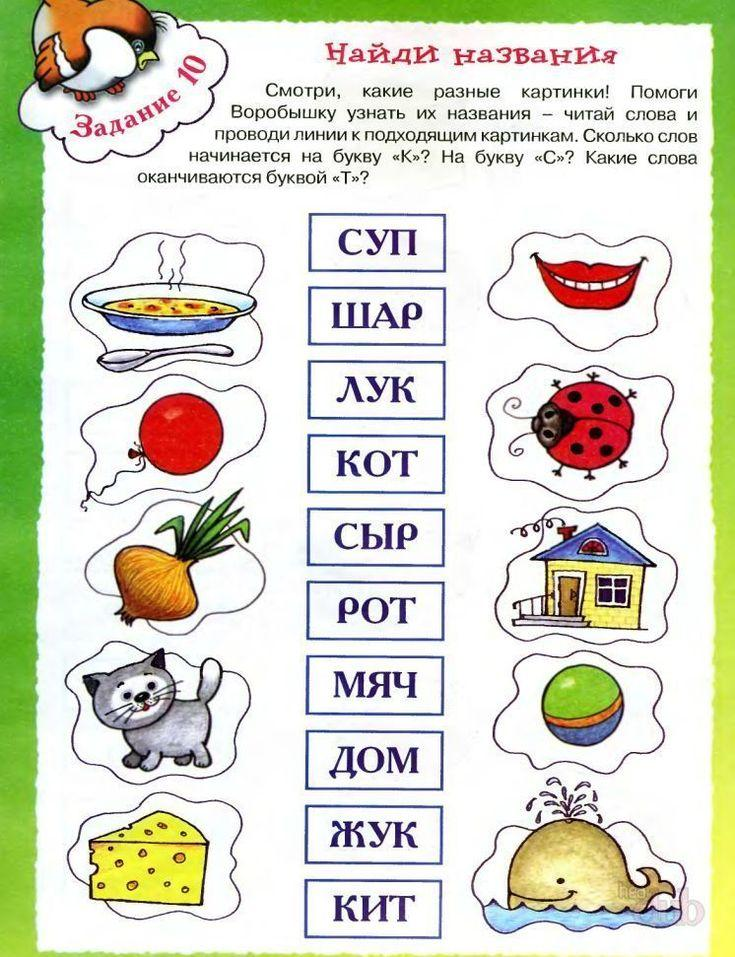 Задание 10
Найди названия
Смотри, какие разные картинки! Помоги
Воробышку узнать их названия – читай слова и
проводи линии к подходящим картинкам. Сколько слов
начинается на букву «К»? На букву «С»? Какие слова
оканчиваются буквой «Т»?
СУП
ШАР
ЛУК
КОТ
СЫР
РОТ
МЯЧ
ДОМ
ЖУК
КИТ